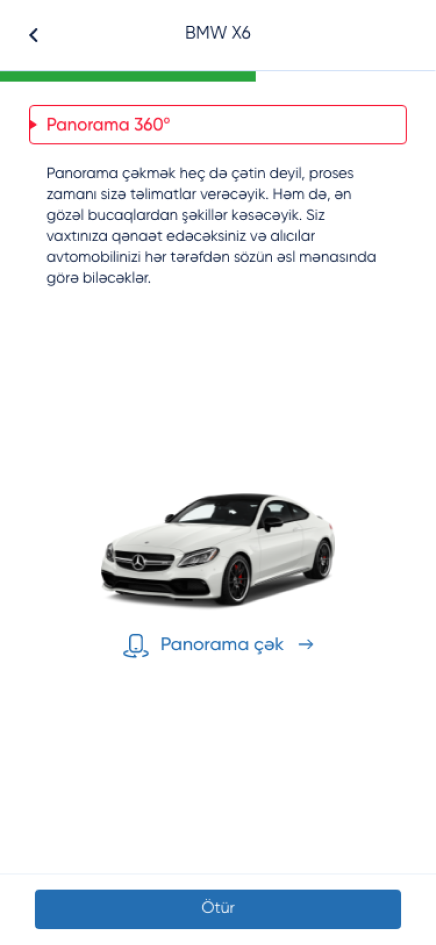 BMW X6
Panorama 360°
Panorama çəkmək heç də çətin deyil, proses
zamanı sizə təlimatlar verəcəyik. Həm də, ən
gözəl bucaqlardan şəkillər kəsəcəyik. Siz
vaxtınıza qənaət edəcəksiniz və alıcılar
avtomobilinizi hər tərəfdən sözün əsl mənasında
görə biləcəklər.
Panorama çək
Ötür